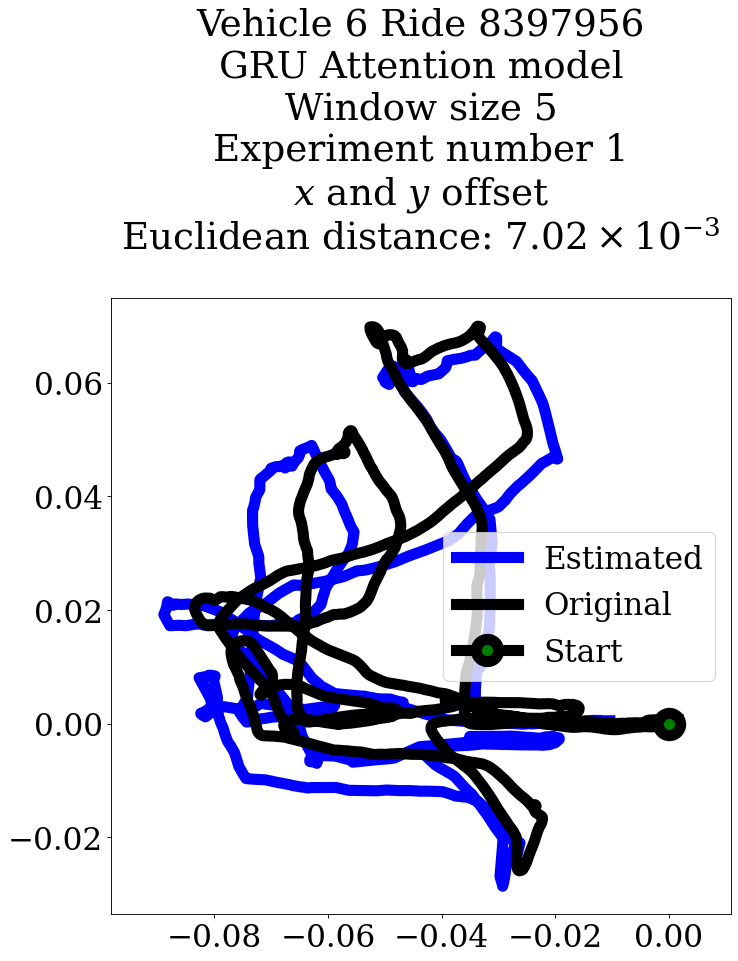 Vehicle 6 Ride 8397956
GRU Attention model
Window size 5
Experiment number 1
x and y offset
Euclidean distance: 7.02 × 10⁻³
0.06
0.04
0.02
0.00
−0.02
Estimated
Original
Start
−0.08 −0.06 −0.04 −0.02 0.00